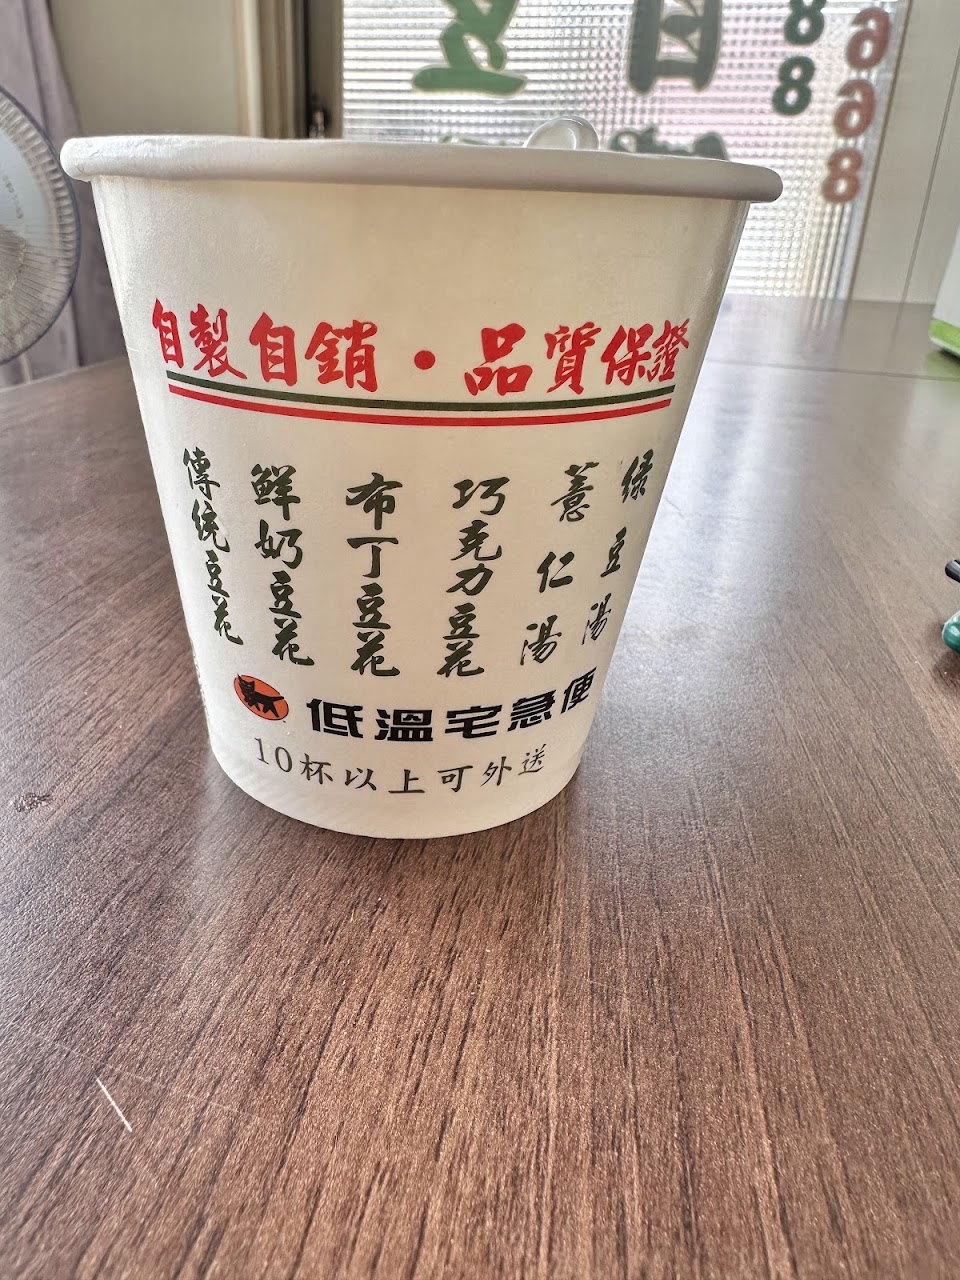 自製自銷・品質保證
傳統豆花
鮮奶豆花
布丁豆花
巧克力豆花
薏仁湯
綠豆湯
低溫宅急便
10杯以上可外送